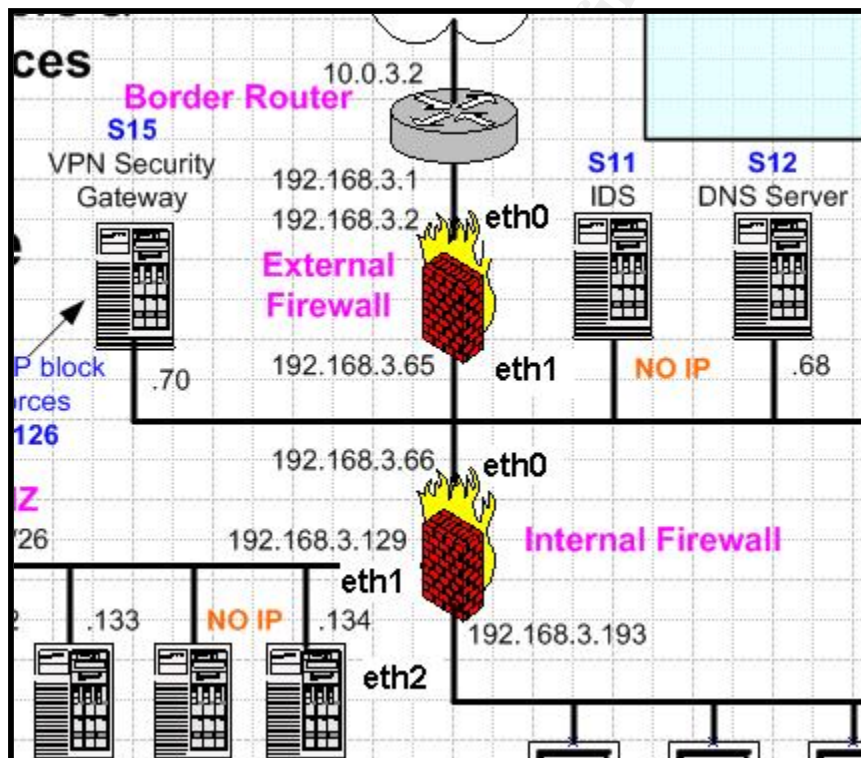 ces
10.0.3.2
Border Router
S15
VPN Security
Gateway
192.168.3.1
192.168.3.2
eth0
S11
IDS
S12
DNS Server
External
Firewall
192.168.3.65
eth1
NO IP
.68
.70
P block
orces
126
192.168.3.66
eth0
IZ
/26
192.168.3.129
eth1
Internal Firewall
.133
NO IP
.134
192.168.3.193
eth2